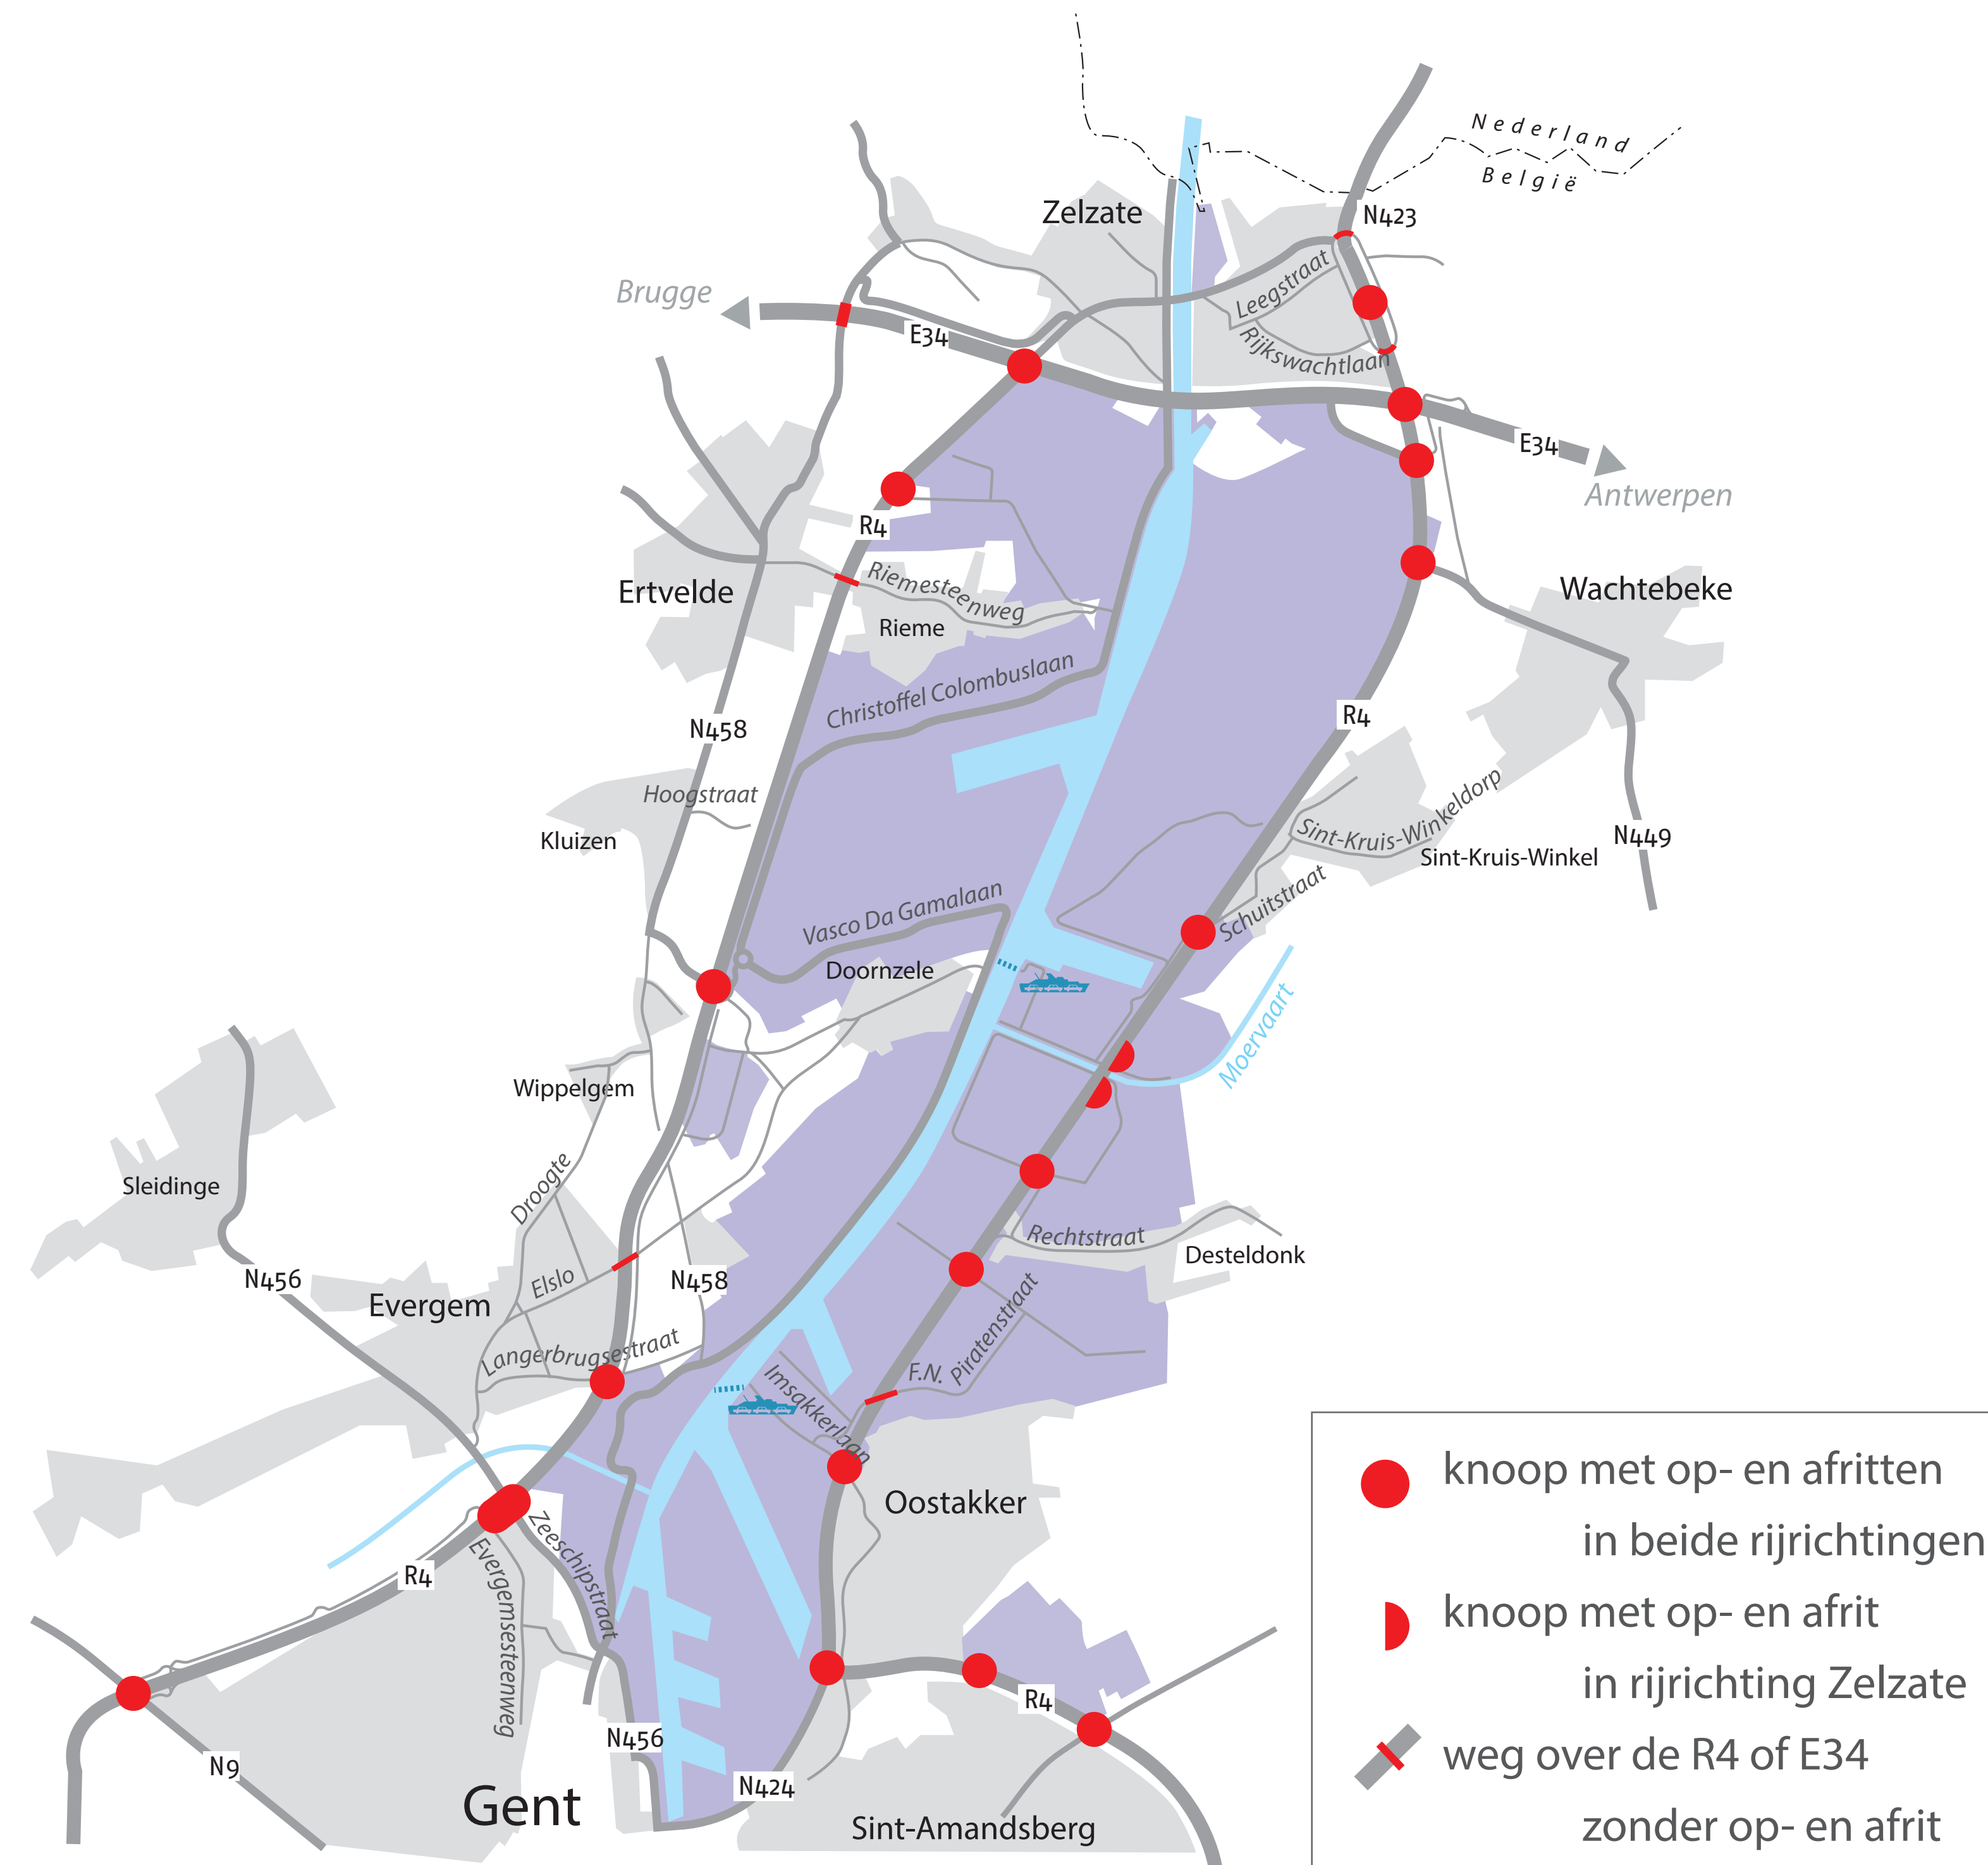 Nederland
België
N423
Zelzate
Leegstraat
Brugge
E34
Rijkswachtlaan
E34
Antwerpen
R4
Riemesteenweg
Ertvelde
Wachtebeke
Rieme
Christoffel Colombuslaan
R4
N458
Hoogstraat
Kluizen
Sint-Kruis-Winkeldorp
N449
Sint-Kruis-Winkel
Schuitstraat
Vasco Da Gamalaan
Doornzele
Moervaart
Wippelgem
Sleidinge
Droogte
Rechtstraat
Desteldonk
N456
Elslo
N458
Evergem
Langerbrugsestraat
F.N.
Piratenstraat
Imsakkerlaan
Oostakker
Zeeschipstraat
R4
Evergemsesteenweg
R4
N456
N9
N424
Gent
Sint-Amandsberg
knoop met op- en afritten
in beide rijrichtingen
knoop met op- en afrit
in rijrichting Zelzate
weg over de R4 of E34
zonder op- en afrit